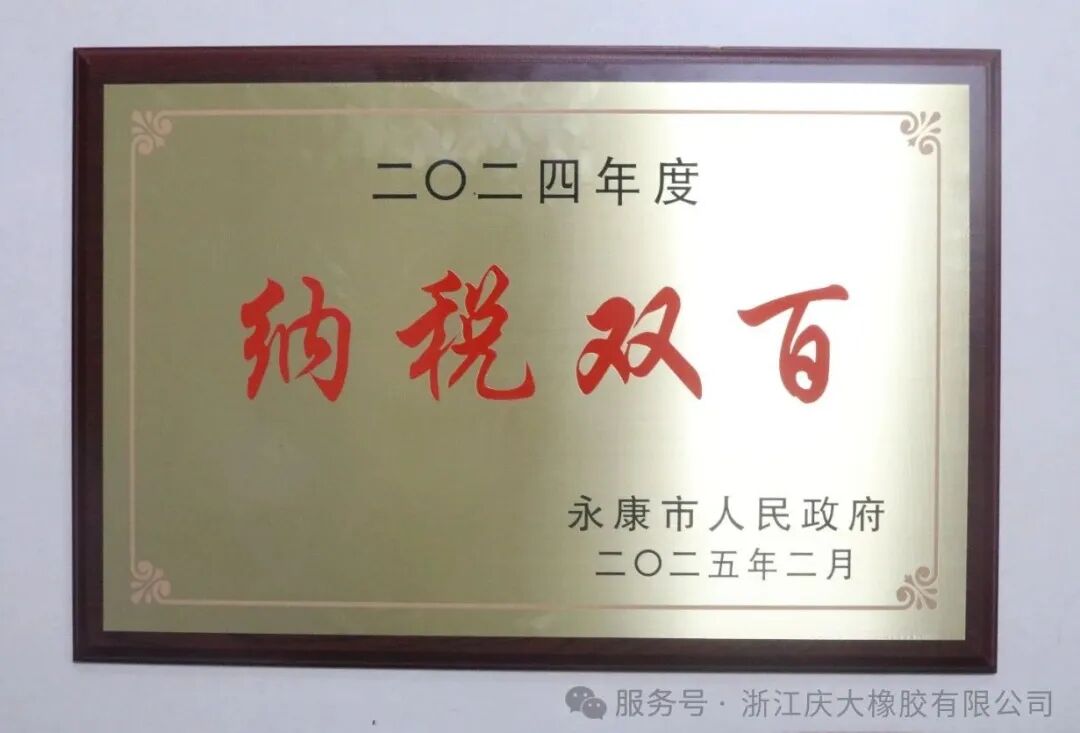 二〇二四年度
纳税双百
永康市人民政府
二〇二五年二月
服务号·浙江庆大橡胶有限公司